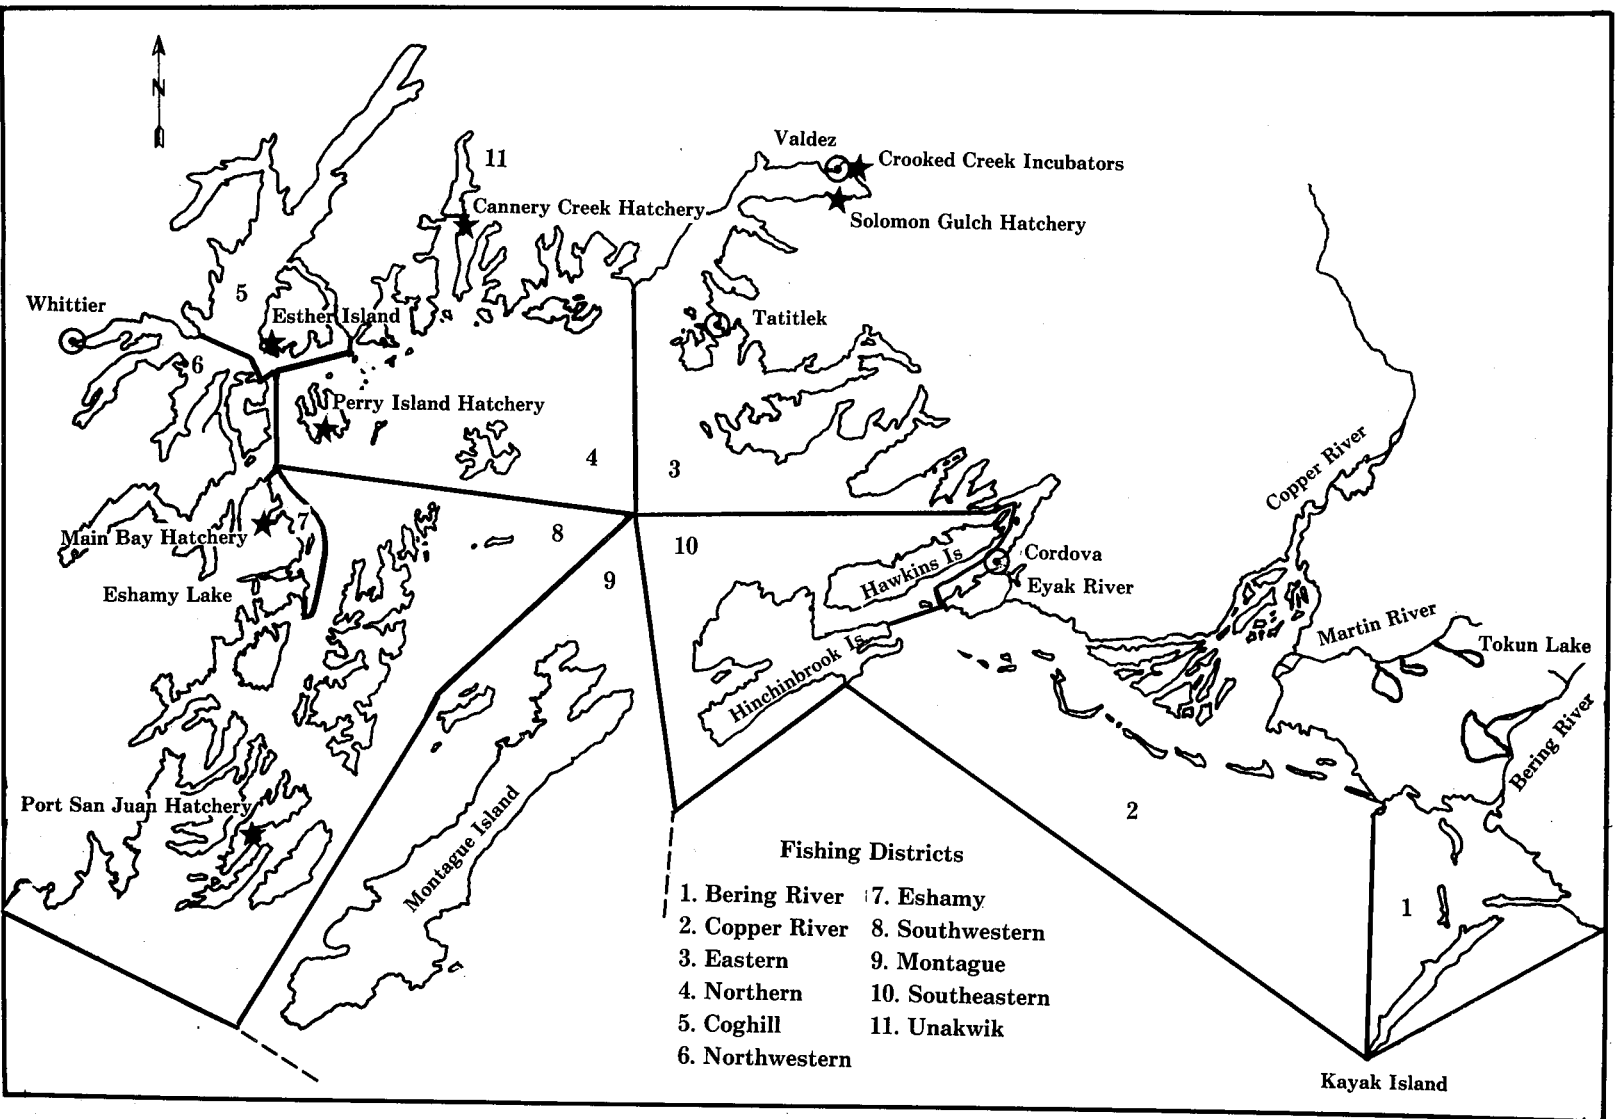 N
Valdez
11
Crooked Creek Incubators
Cannery Creek Hatchery
Solomon Gulch Hatchery
5
Whittier
Esther Island
Tatitlek
6
Perry Island Hatchery
4
3
Copper River
7
Main Bay Hatchery
8
10
Hawkins Is
Cordova
9
Eshamy Lake
Eyak River
Martin River
Tokun Lake
Hinchinbrook Is.
Bering River
Port San Juan Hatchery
Montague Island
2
1
Fishing Districts
1. Bering River 7. Eshamy
2. Copper River 8. Southwestern
3. Eastern 9. Montague
4. Northern 10. Southeastern
5. Coghill 11. Unakwik
6. Northwestern
Kayak Island